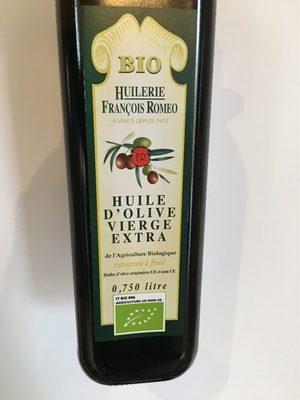 BIO
HUILERIE
FRANÇOIS ROMEO
A VENCE DEPUIS 1972
HUILE
D'OLIVE
VIERGE
EXTRA
de l'Agriculture Biologique
extraction à froid
Huiles d'olive originaires UE et non UE
0,750 litre
IT BIO 006
AGRICULTURE UE/NON UE